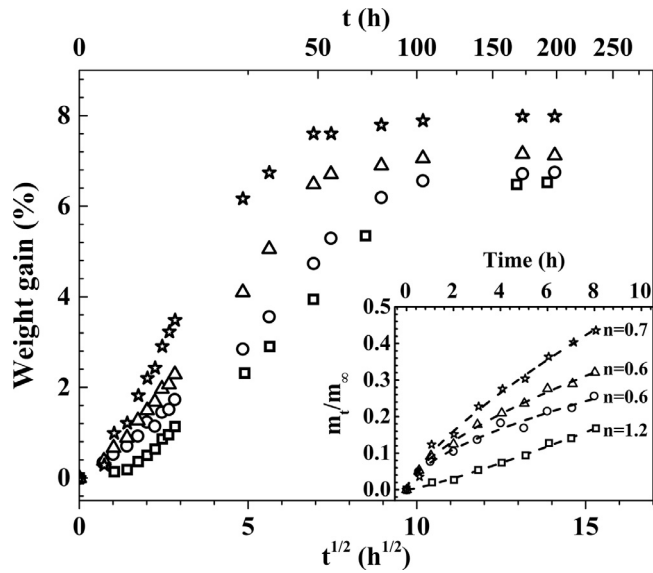 t (h)
0 50 100 150 200 250
Weight gain (%)
8
6
4
2
0
0 5 10 15
t^{1/2} (h^{1/2})
Time (h)
0 2 4 6 8 10
m_t/m_∞
0.5
0.4
0.3
0.2
0.1
0.0
n=0.7
n=0.6
n=0.6
n=1.2